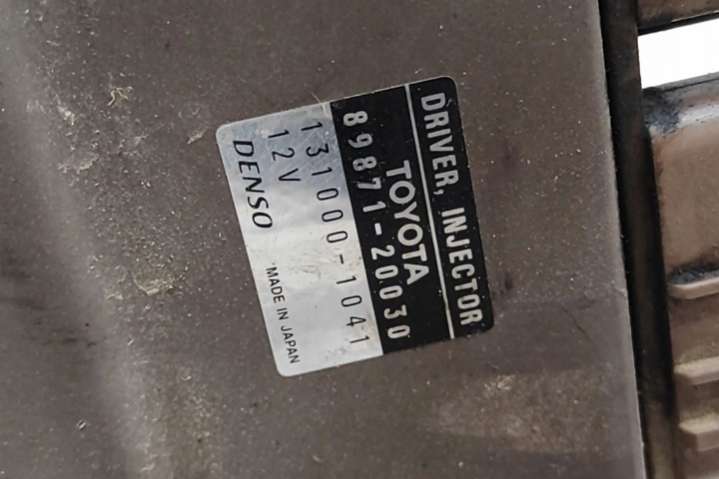 DRIVER, INJECTOR
TOYOTA
89871-20030
131000-1041
12V
DENSO MADE IN JAPAN